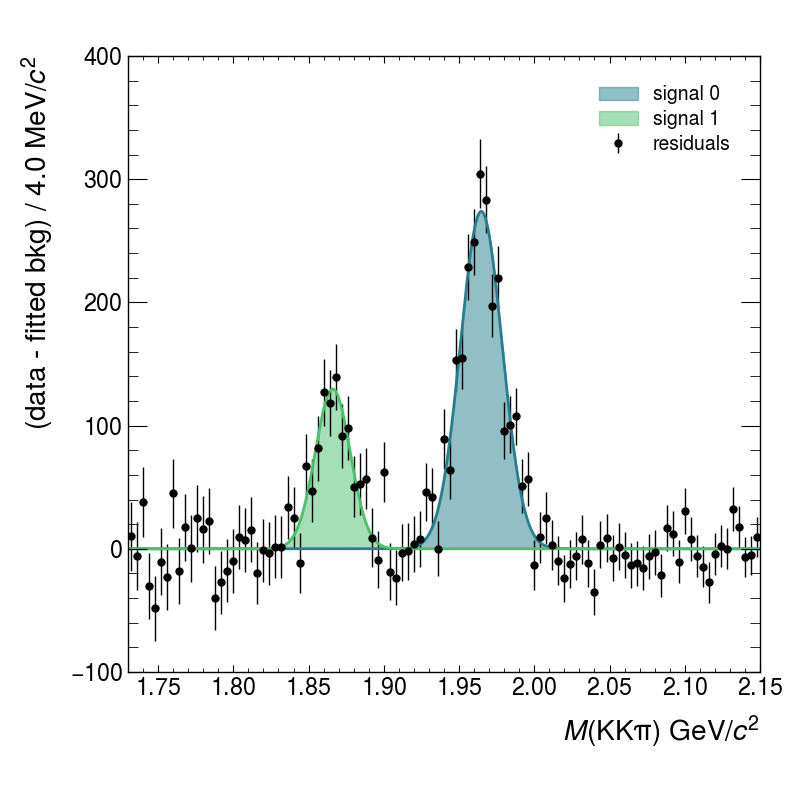 400
300
200
100
0
−100
(data - fitted bkg) / 4.0 MeV/c²
signal 0
signal 1
residuals
1.75 1.80 1.85 1.90 1.95 2.00 2.05 2.10 2.15
M(KKπ) GeV/c²